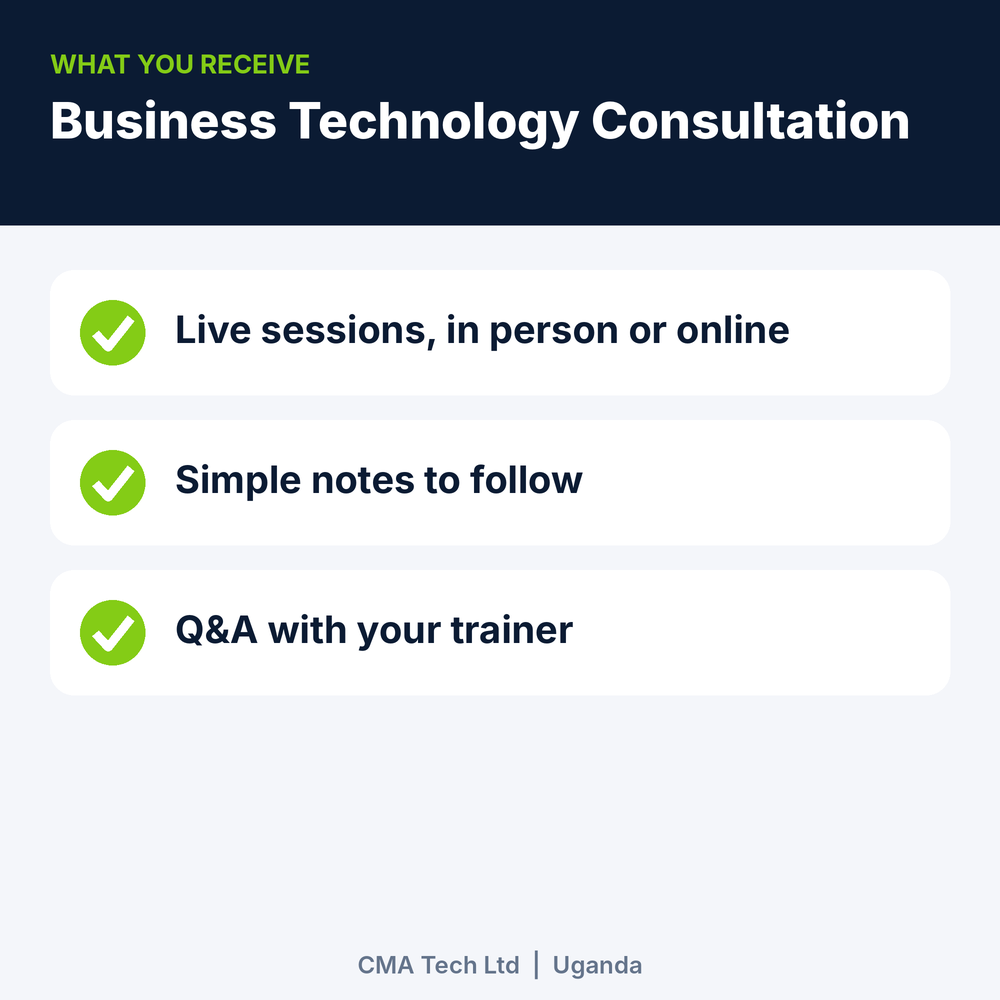 WHAT YOU RECEIVE
Business Technology Consultation
Live sessions, in person or online
Simple notes to follow
Q&A with your trainer
CMA Tech Ltd | Uganda